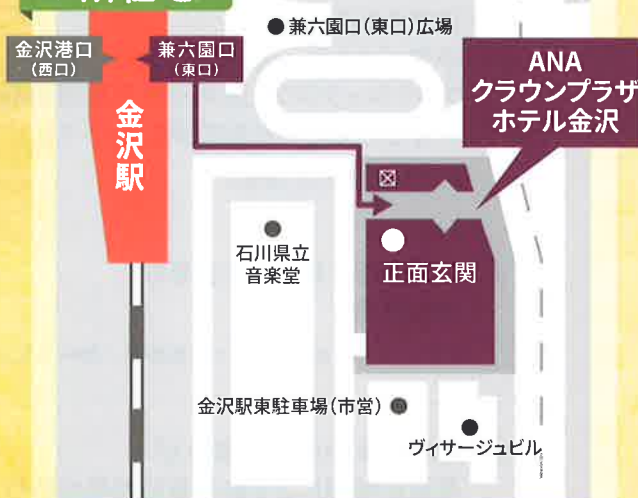 兼六園口(東口)広場
金沢港口
(西口)
兼六園口
(東口)
ANA
クラウンプラザ
ホテル金沢
金沢駅
石川県立
音楽堂
正面玄関
金沢駅東駐車場(市営)
ヴィサージュビル